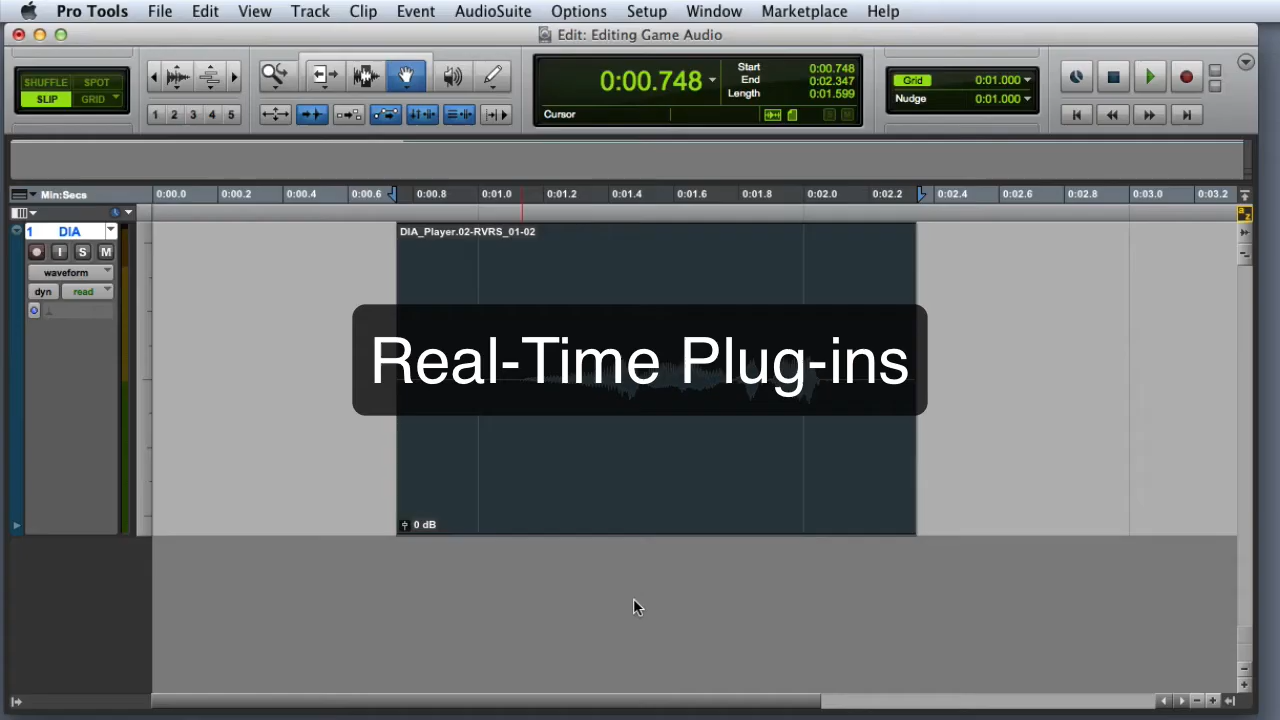 Pro Tools File Edit View Track Clip Event AudioSuite Options Setup Window Marketplace Help
Edit: Editing Game Audio
SHUFFLE SPOT
SLIP GRID
1 2 3 4 5
0:00.748
Start 0:00.748
End 0:02.347
Length 0:01.599
Cursor
Grid 0:01.000
Nudge 0:01.000
Min:Secs 0:00.0 0:00.2 0:00.4 0:00.6 0:00.8 0:01.0 0:01.2 0:01.4 0:01.6 0:01.8 0:02.0 0:02.2 0:02.4 0:02.6 0:02.8 0:03.0 0:03.2
a z
1 DIA
I S M
waveform
dyn read
DIA_Player.02-RVRS_01-02
Real-Time Plug-ins
0 dB